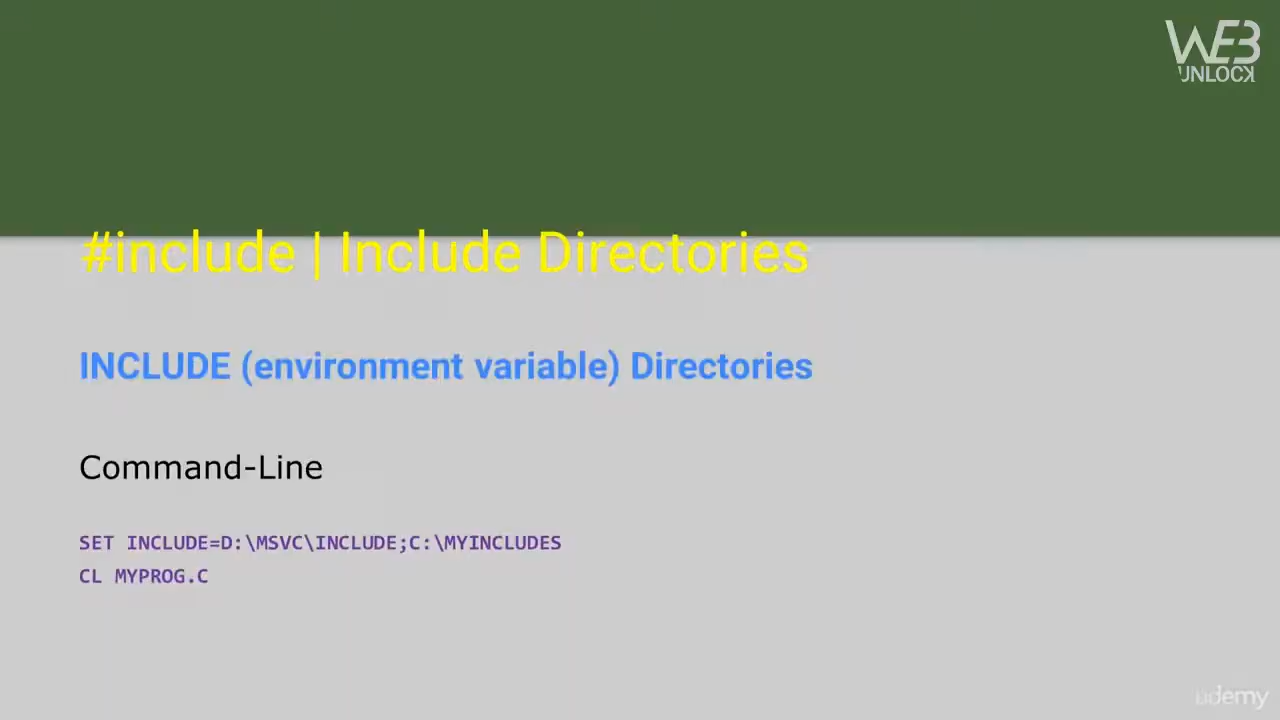 WEB
UNLOCK
#include | Include Directories
INCLUDE (environment variable) Directories
Command-Line
SET INCLUDE=D:\MSVC\INCLUDE;C:\MYINCLUDES
CL MYPROG.C
udemy